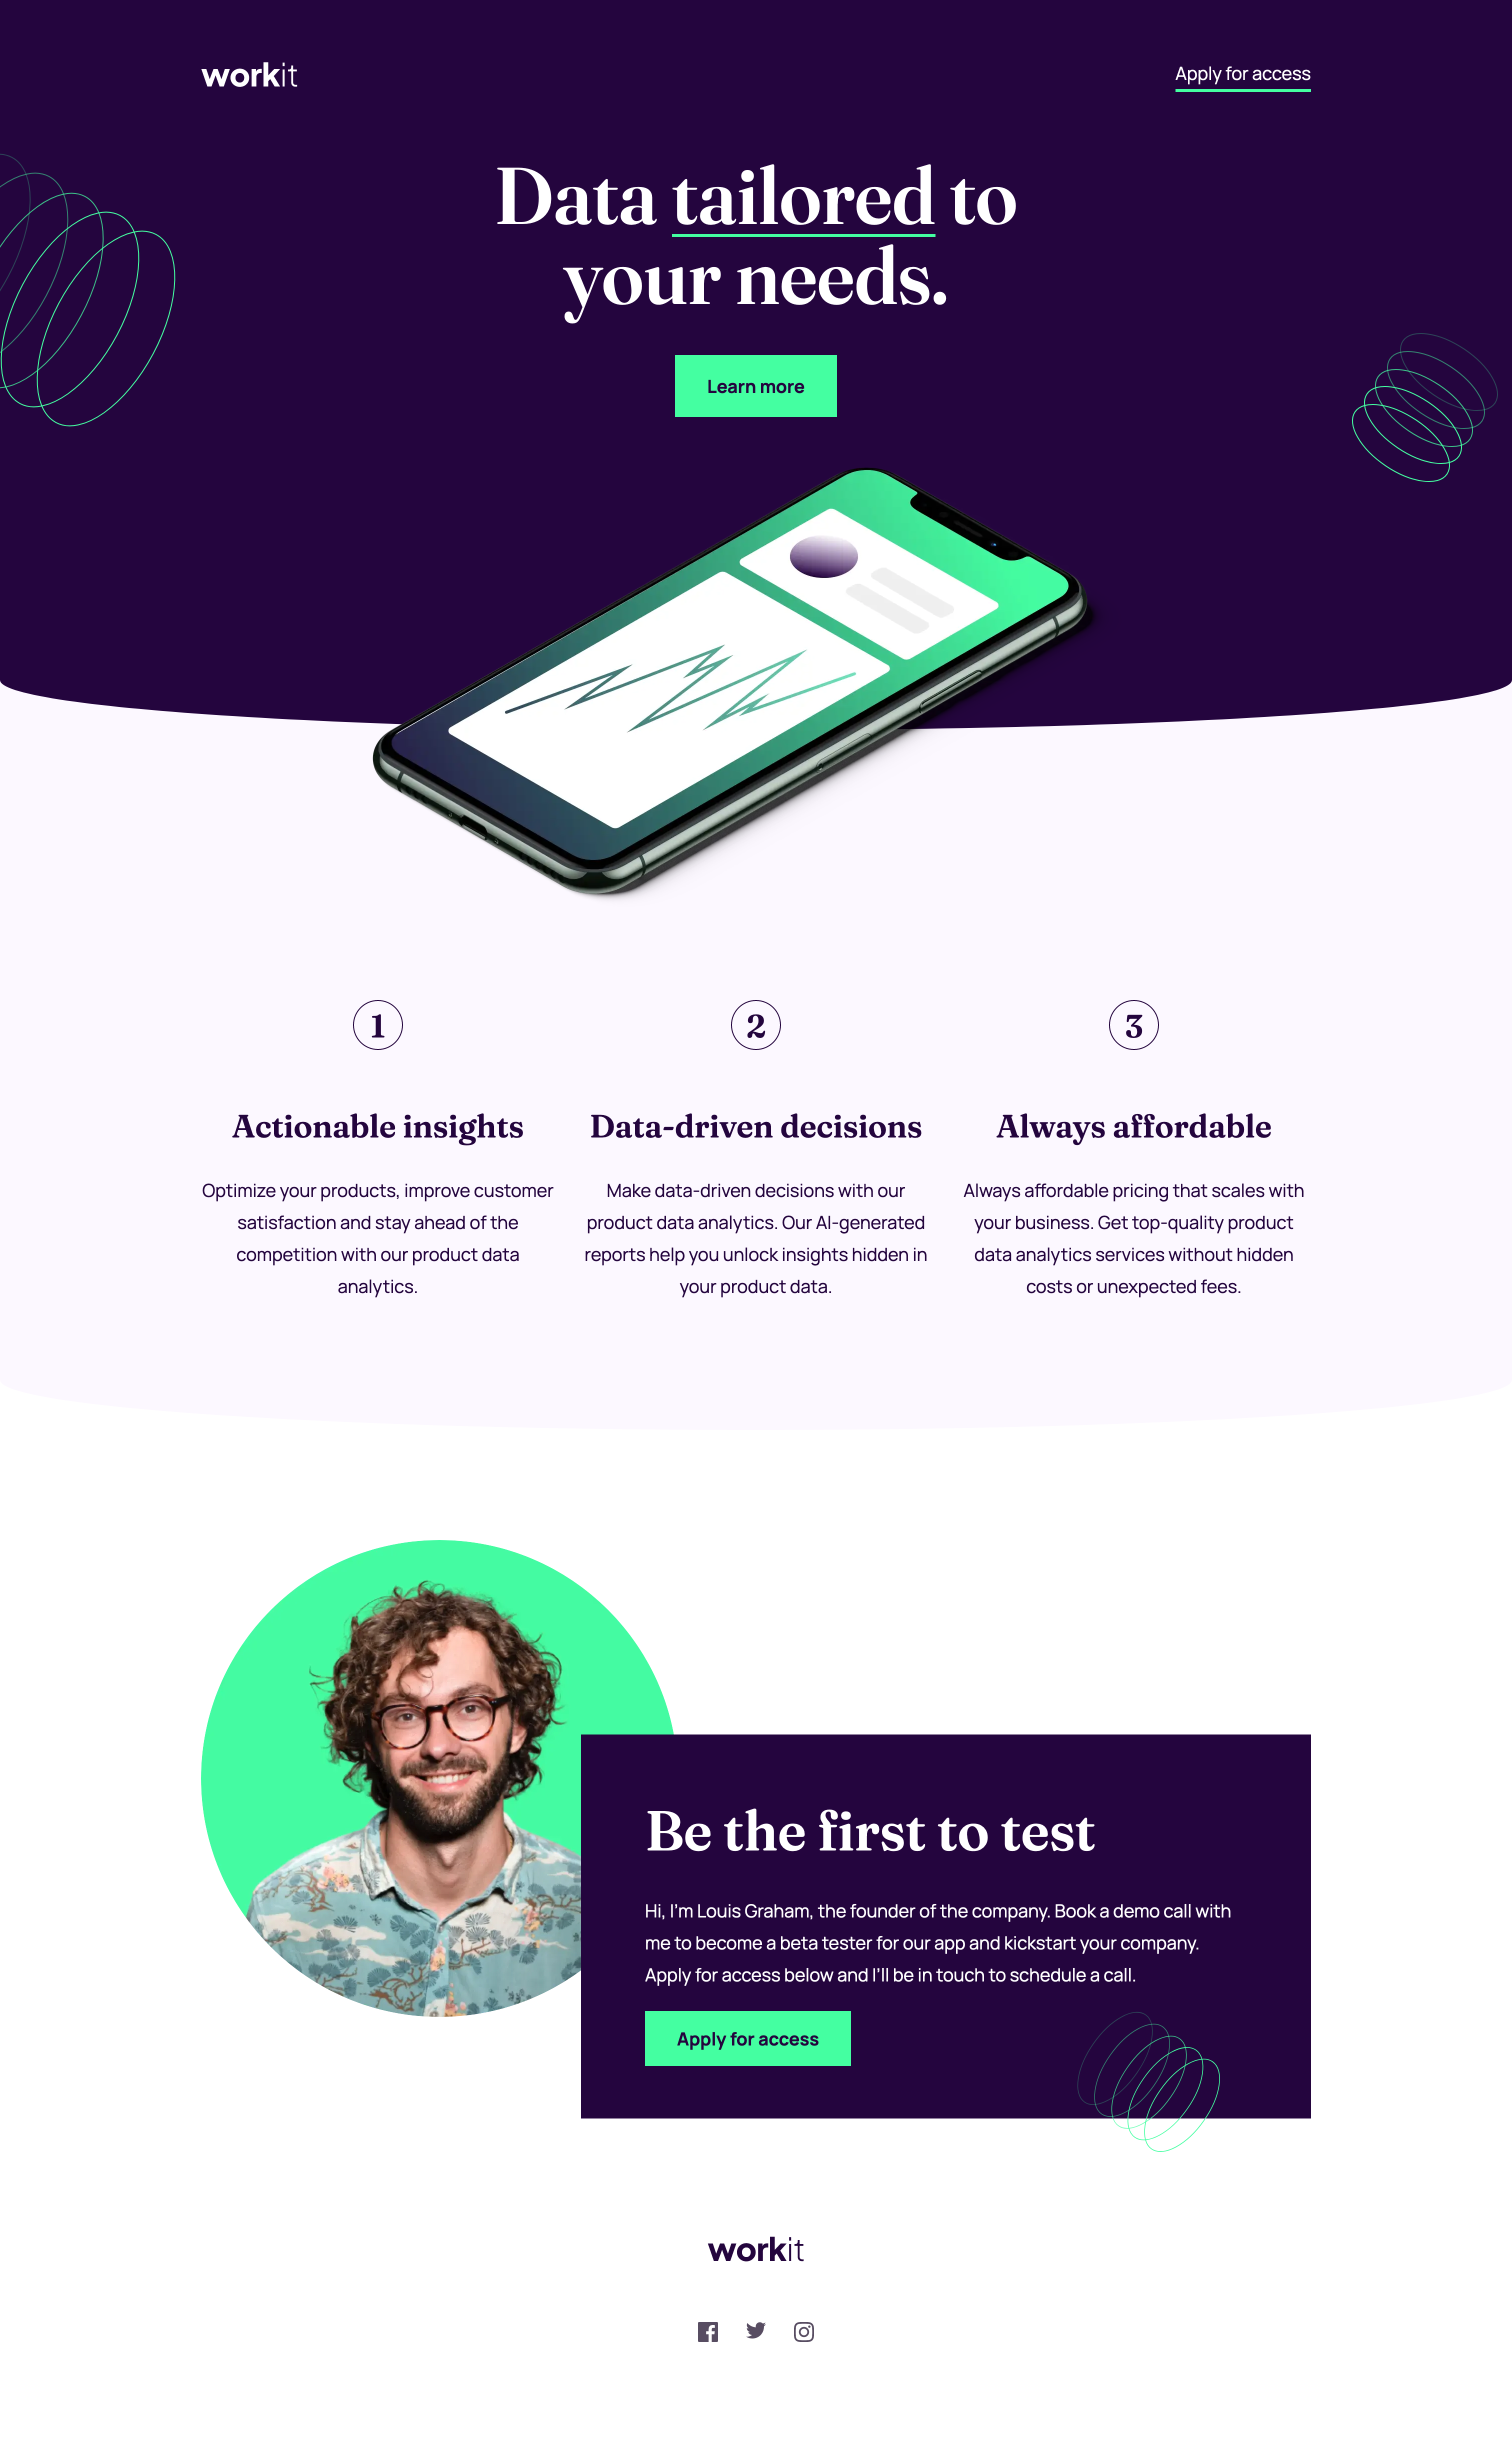 workit
Apply for access
Data tailored to
your needs.
Learn more
1
Actionable insights
Optimize your products, improve customer
satisfaction and stay ahead of the
competition with our product data
analytics.
2
Data-driven decisions
Make data-driven decisions with our
product data analytics. Our AI-generated
reports help you unlock insights hidden in
your product data.
3
Always affordable
Always affordable pricing that scales with
your business. Get top-quality product
data analytics services without hidden
costs or unexpected fees.
Be the first to test
Hi, I'm Louis Graham, the founder of the company. Book a demo call with
me to become a beta tester for our app and kickstart your company.
Apply for access below and I'll be in touch to schedule a call.
Apply for access
workit